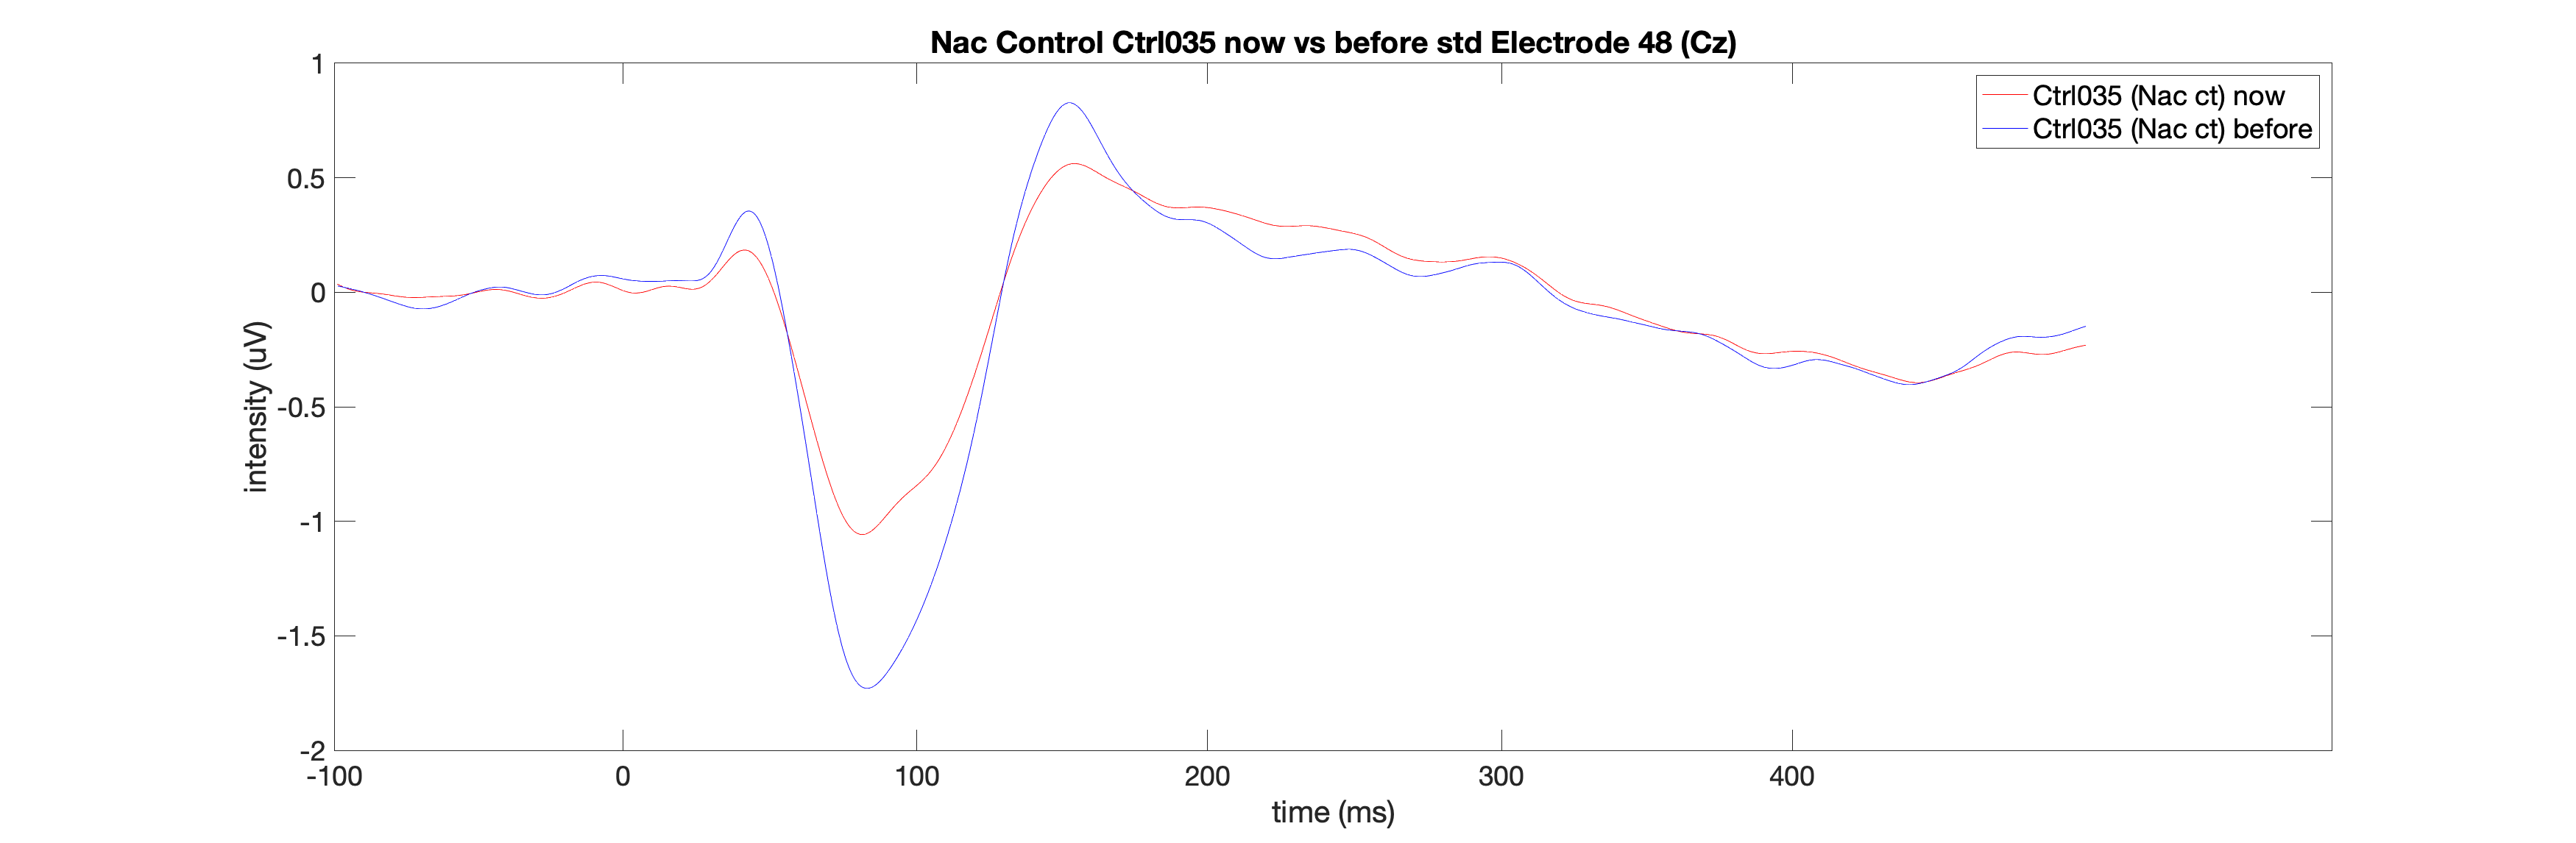 Nac Control Ctrl035 now vs before std Electrode 48 (Cz)
Ctrl035 (Nac ct) now
Ctrl035 (Nac ct) before
1
0.5
0
-0.5
-1
-1.5
-2
intensity (uV)
-100 0 100 200 300 400
time (ms)